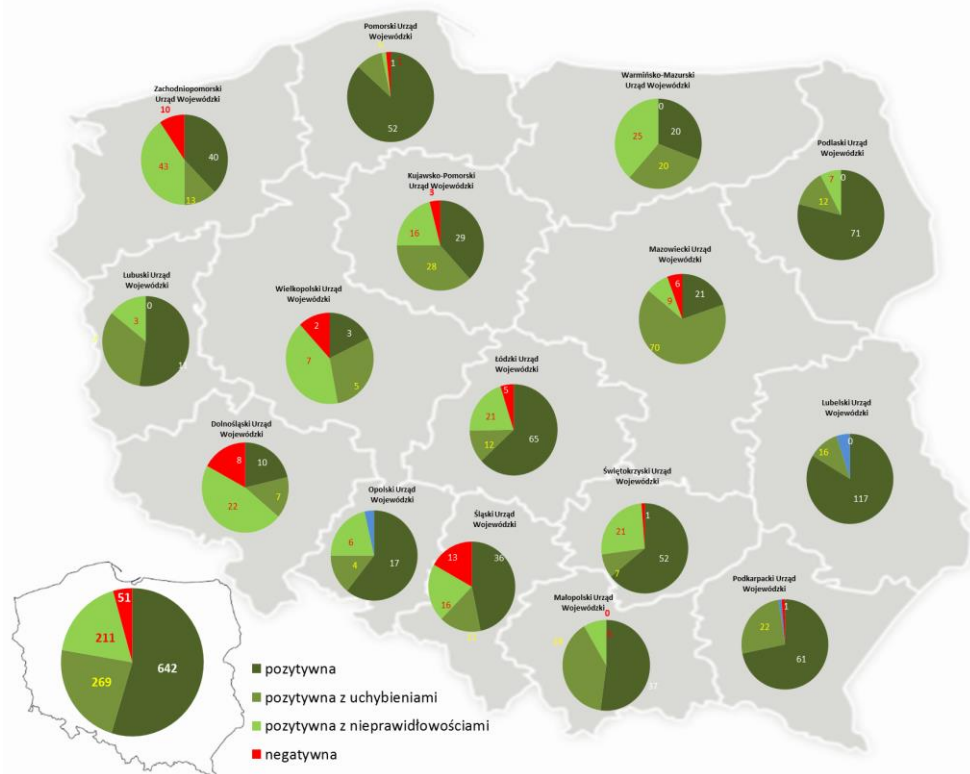 Pomorski Urząd
Wojewódzki
1
52
Zachodniopomorski
Urząd Wojewódzki
10
40
43
13
Warmińsko-Mazurski
Urząd Wojewódzki
0
20
25
20
Podlaski Urząd
Wojewódzki
7
0
12
71
Kujawsko-Pomorski
Urząd Wojewódzki
3
16
29
28
Mazowiecki Urząd
Wojewódzki
6
21
9
70
Lubuski Urząd
Wojewódzki
0
3
Wielkopolski Urząd
Wojewódzki
2
3
7
5
Łódzki Urząd
Wojewódzki
5
21
65
12
Lubelski Urząd
Wojewódzki
0
16
117
Dolnośląski Urząd
Wojewódzki
8
10
7
22
Opolski Urząd
Wojewódzki
6
4
17
Śląski Urząd
Wojewódzki
13
36
16
Świętokrzyski Urząd
Wojewódzki
1
21
52
7
Małopolski Urząd
Wojewódzki
0
37
Podkarpacki Urząd
Wojewódzki
1
22
61
51
211
642
269
pozytywna
pozytywna z uchybieniami
pozytywna z nieprawidłowościami
negatywna